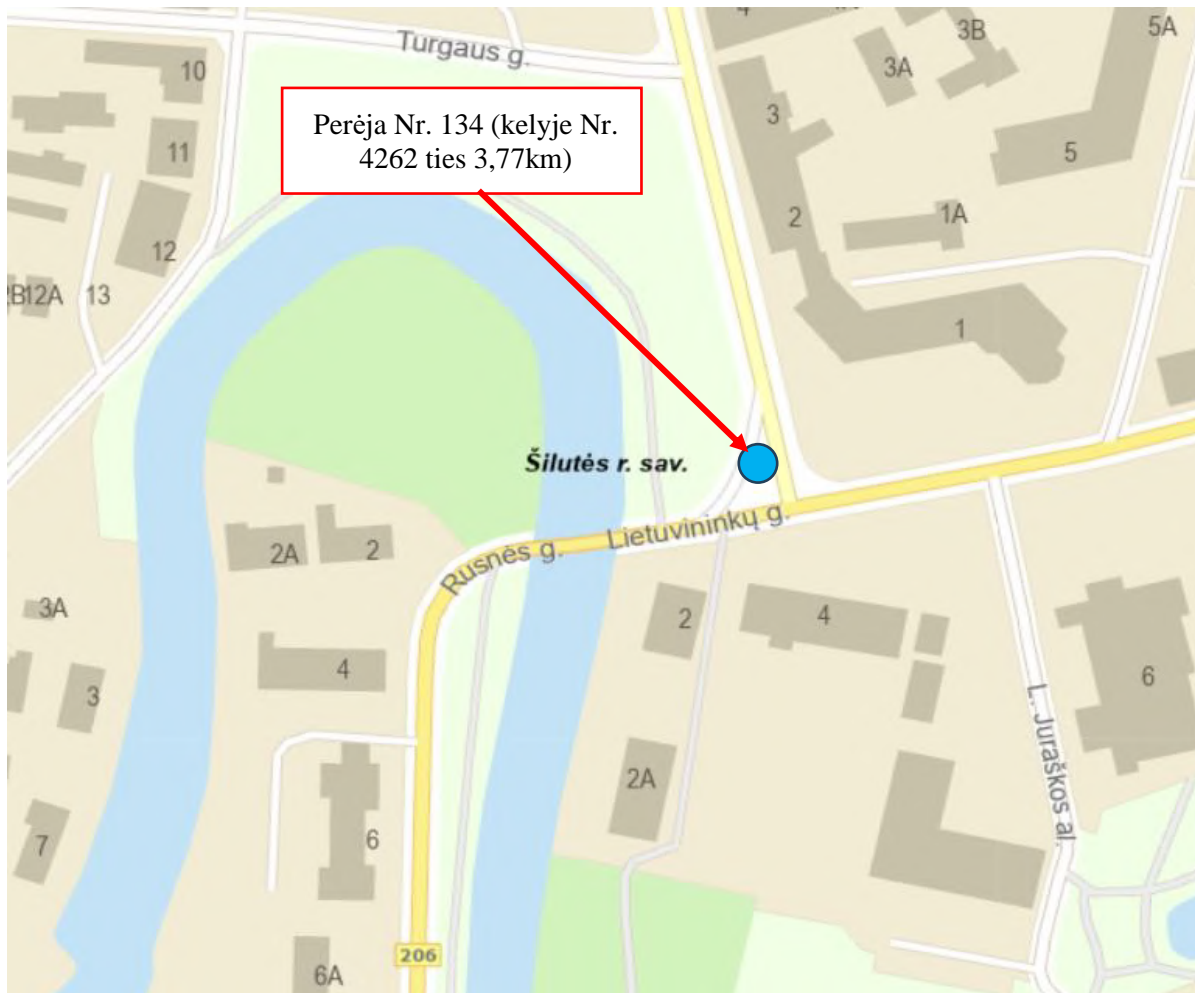 4
3B
5A
Turgaus g.
10
3A
Perėja Nr. 134 (kelyje Nr.
4262 ties 3,77km)
3
11
5
2
1A
12
12A
13
1
Šilutės r. sav.
Lietuvininkų g.
Rusnės g.
2A
2
3A
2
4
4
3
6
L. Juraškos al.
2A
7
6
206
6A